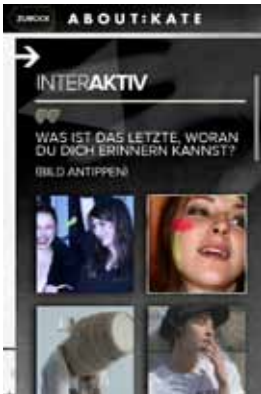 ZURÜCK
ABOUT:KATE
INTERAKTIV
WAS IST DAS LETZTE, WORAN
DU DICH ERINNERN KANNST?
(BILD ANTIPPEN)